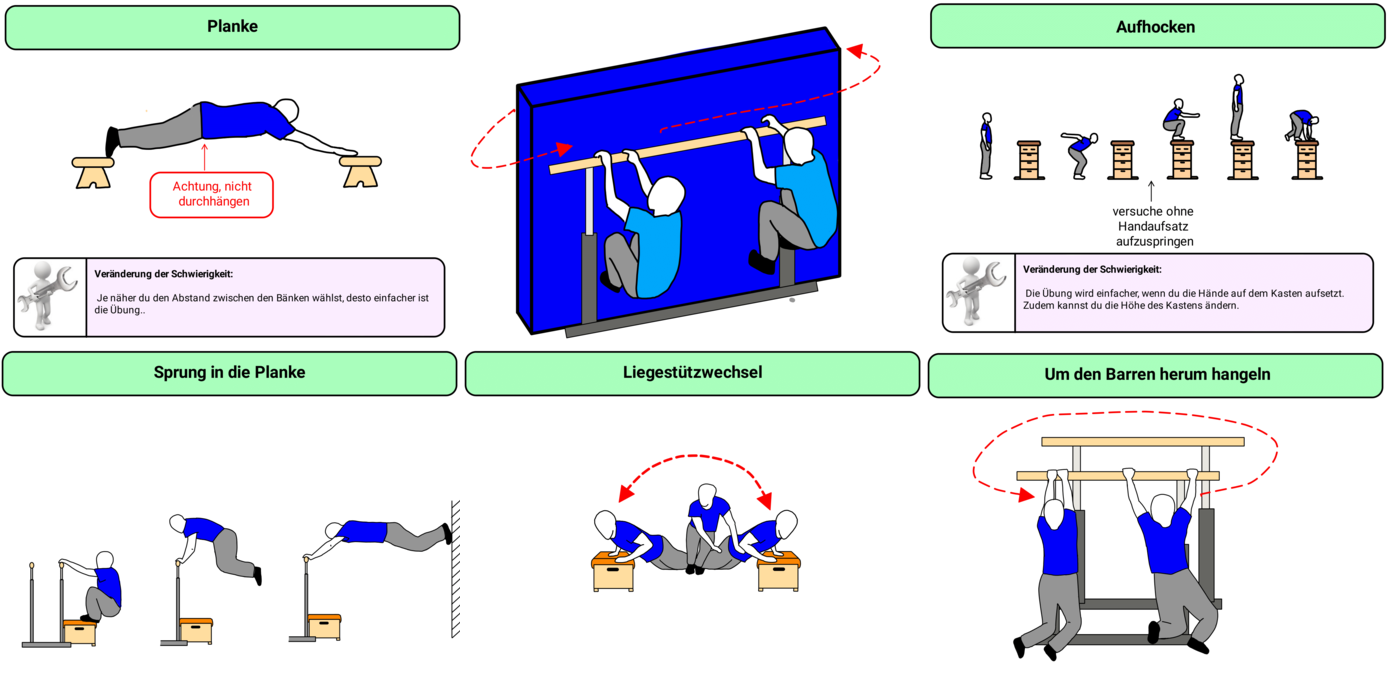 Planke
Achtung, nicht
durchhängen
Veränderung der Schwierigkeit:
Je näher du den Abstand zwischen den Bänken wählst, desto einfacher ist
die Übung..
Aufhocken
versuche ohne
Handaufsatz
aufzuspringen
Veränderung der Schwierigkeit:
Die Übung wird einfacher, wenn du die Hände auf dem Kasten aufsetzt.
Zudem kannst du die Höhe des Kastens ändern.
Sprung in die Planke
Liegestützwechsel
Um den Barren herum hangeln